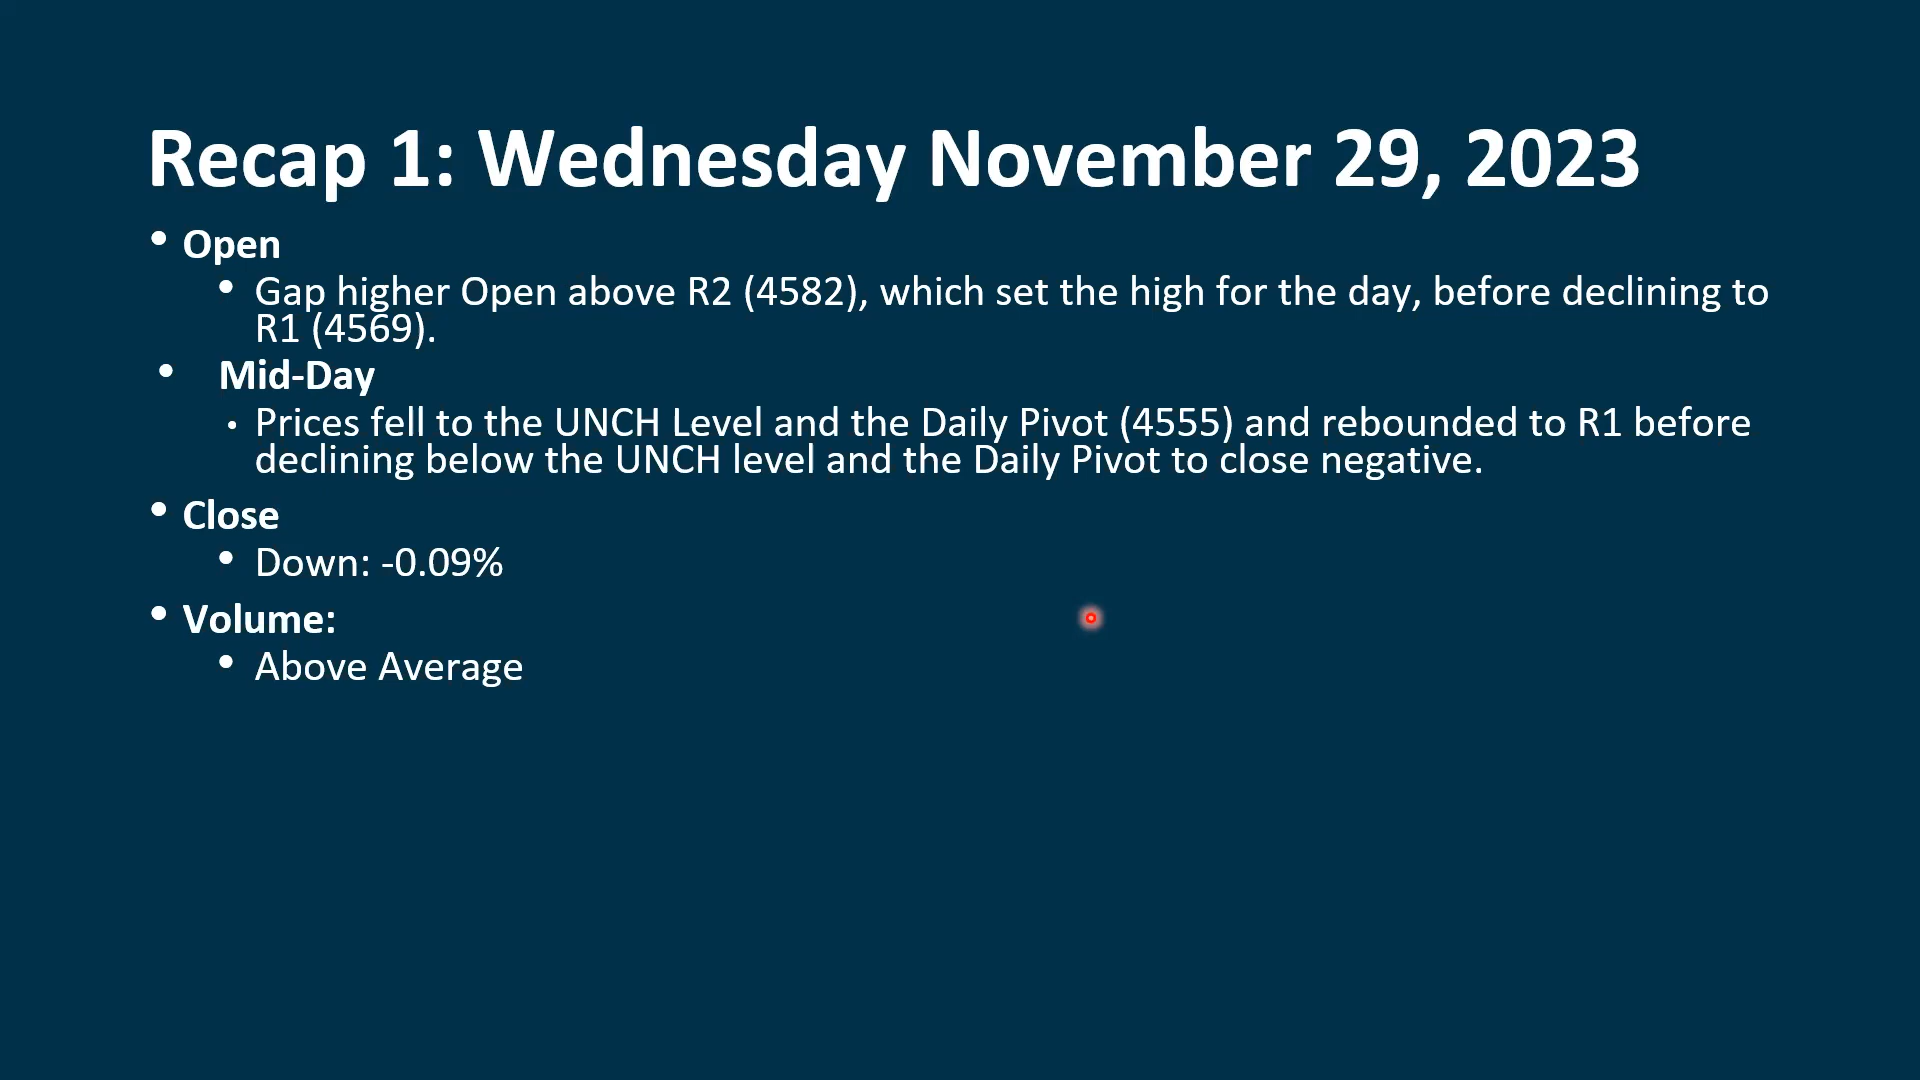 Recap 1: Wednesday November 29, 2023
• Open
• Gap higher Open above R2 (4582), which set the high for the day, before declining to
R1 (4569).
• Mid-Day
• Prices fell to the UNCH Level and the Daily Pivot (4555) and rebounded to R1 before
declining below the UNCH level and the Daily Pivot to close negative.
• Close
• Down: -0.09%
• Volume:
• Above Average